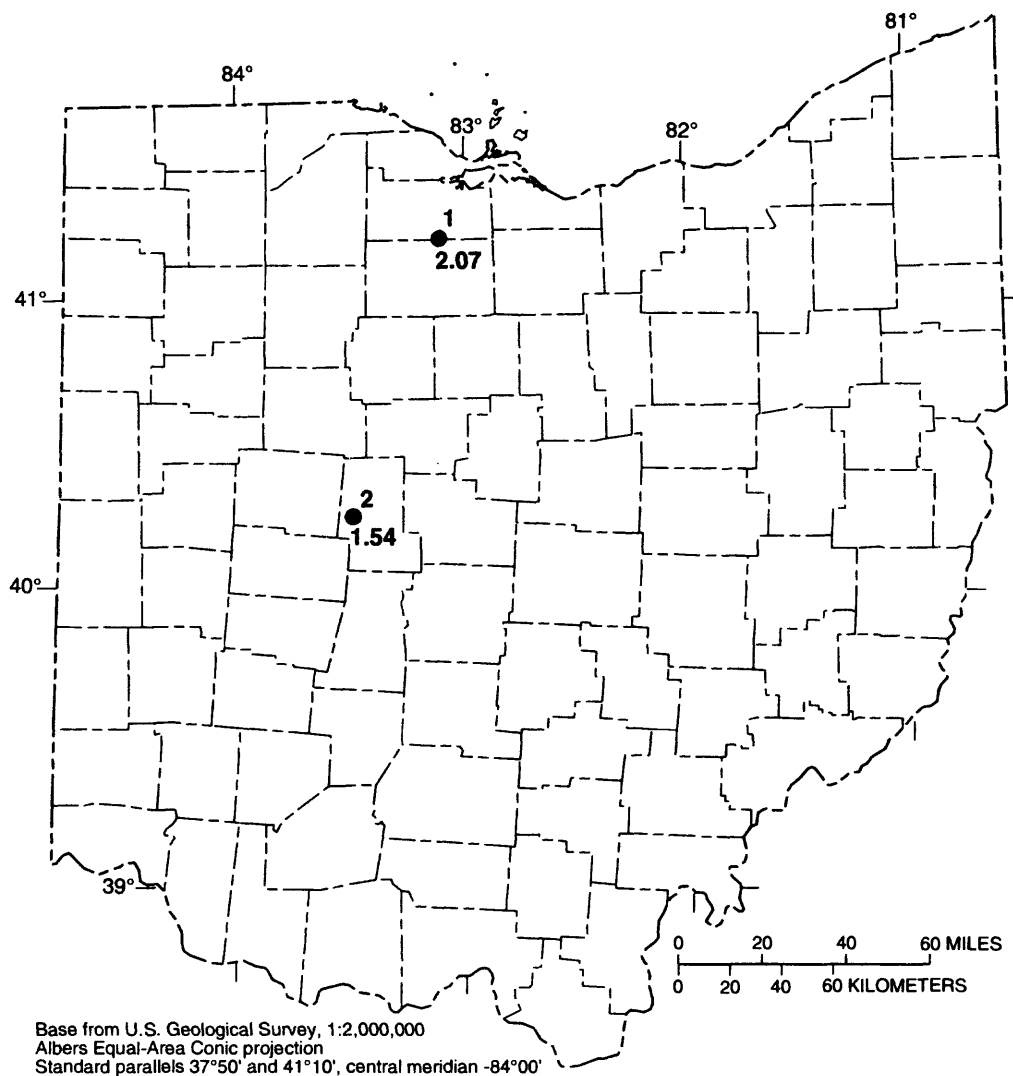 81°
84°
83°
82°
1
2.07
41°
2
1.54
40°
39°
0 20 40 60 MILES
0 20 40 60 KILOMETERS
Base from U.S. Geological Survey, 1:2,000,000
Albers Equal-Area Conic projection
Standard parallels 37°50' and 41°10', central meridian -84°00'